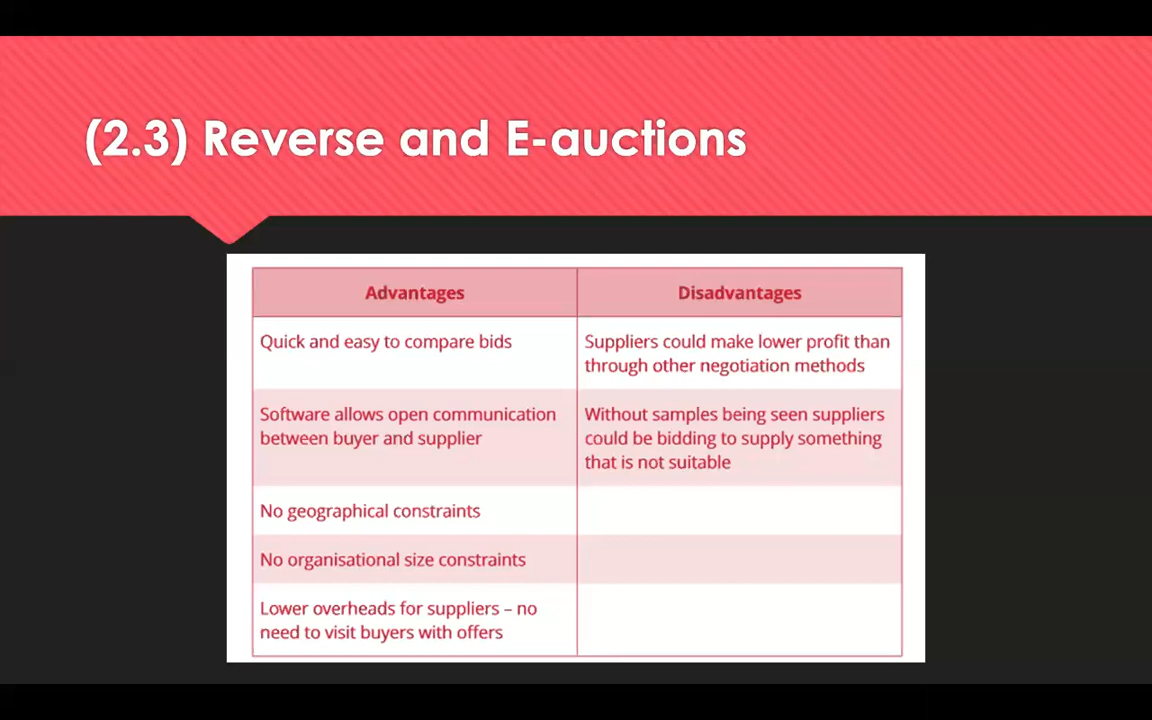 (2.3) Reverse and E-auctions
Advantages
Disadvantages
Quick and easy to compare bids
Suppliers could make lower profit than
through other negotiation methods
Software allows open communication
between buyer and supplier
Without samples being seen suppliers
could be bidding to supply something
that is not suitable
No geographical constraints
No organisational size constraints
Lower overheads for suppliers – no
need to visit buyers with offers